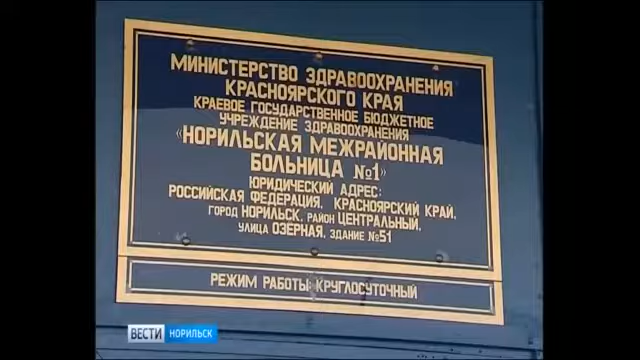 МИНИСТЕРСТВО ЗДРАВООХРАНЕНИЯ
КРАСНОЯРСКОГО КРАЯ
КРАЕВОЕ ГОСУДАРСТВЕННОЕ БЮДЖЕТНОЕ
УЧРЕЖДЕНИЕ ЗДРАВООХРАНЕНИЯ
«НОРИЛЬСКАЯ МЕЖРАЙОННАЯ
БОЛЬНИЦА №1»
ЮРИДИЧЕСКИЙ АДРЕС:
РОССИЙСКАЯ ФЕДЕРАЦИЯ, КРАСНОЯРСКИЙ КРАЙ,
ГОРОД НОРИЛЬСК, РАЙОН ЦЕНТРАЛЬНЫЙ,
УЛИЦА ОЗЁРНАЯ, ЗДАНИЕ №51
РЕЖИМ РАБОТЫ: КРУГЛОСУТОЧНЫЙ
ВЕСТИ НОРИЛЬСК